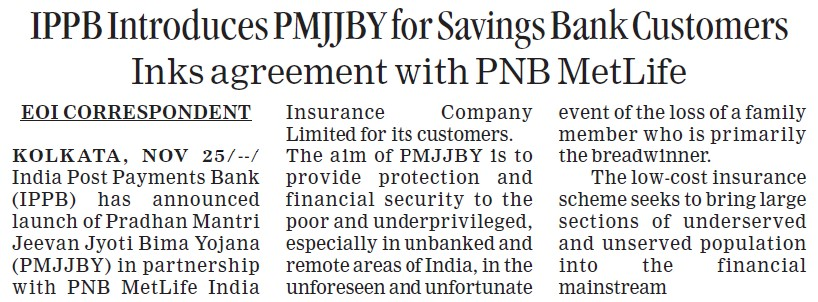 IPPB Introduces PMJJBY for Savings Bank Customers
Inks agreement with PNB MetLife
EOI CORRESPONDENT
KOLKATA, NOV 25/--/
India Post Payments Bank
(IPPB) has announced
launch of Pradhan Mantri
Jeevan Jyoti Bima Yojana
(PMJJBY) in partnership
with PNB MetLife India
Insurance Company
Limited for its customers.
The aim of PMJJBY is to
provide protection and
financial security to the
poor and underprivileged,
especially in unbanked and
remote areas of India, in the
unforeseen and unfortunate
event of the loss of a family
member who is primarily
the breadwinner.
The low-cost insurance
scheme seeks to bring large
sections of underserved
and unserved population
into the financial
mainstream